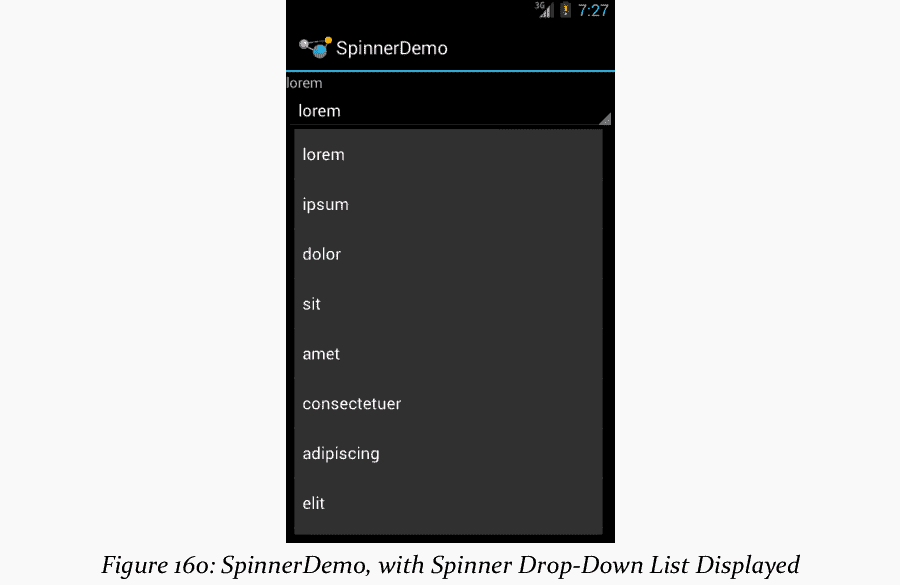 3G 7:27
SpinnerDemo
lorem
lorem
lorem
ipsum
dolor
sit
amet
consectetuer
adipiscing
elit
Figure 160: SpinnerDemo, with Spinner Drop-Down List Displayed